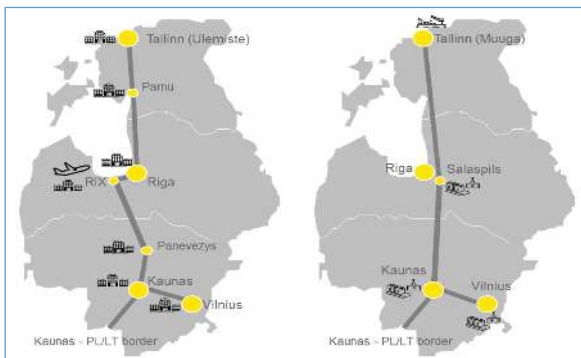 Tallinn (Ulemiste)
Parnu
Riga
RIX
Panevezys
Kaunas
Vilnius
Kaunas - PL/LT border
Tallinn (Muuga)
Riga
Salaspils
Kaunas
Vilnius
Kaunas - PL/LT border